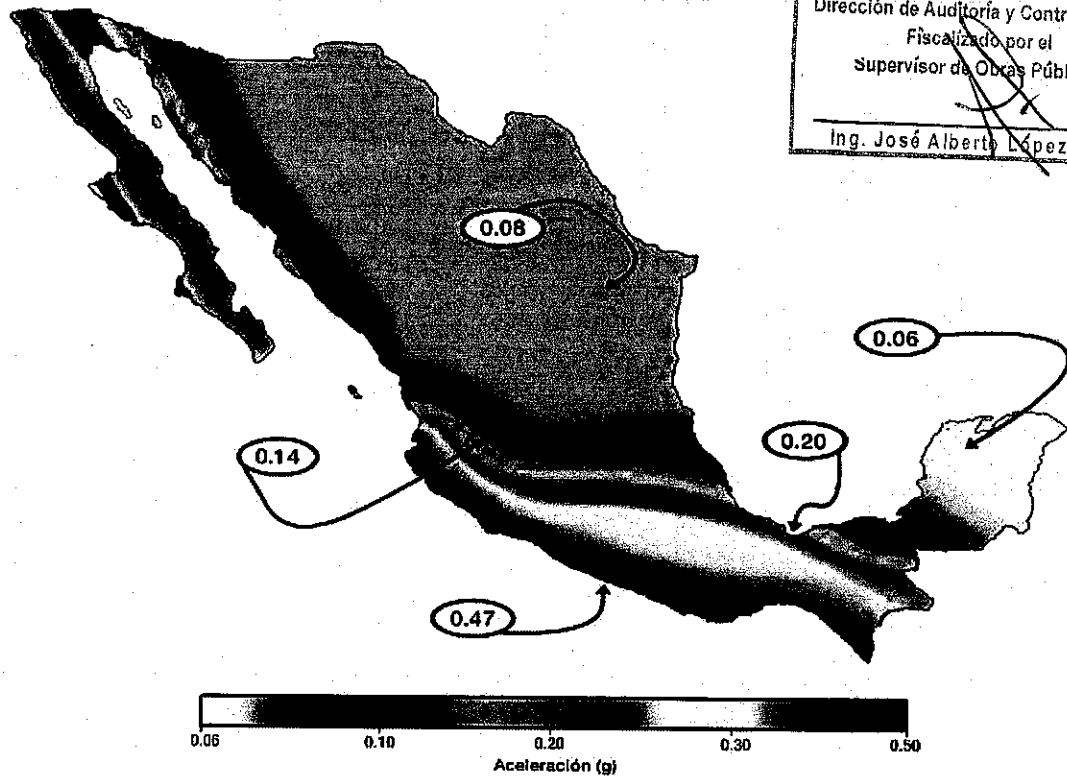 Dirección de Auditoría y Contr
Fiscalizado por el
Supervisor de Obras Públ
Ing. José Alberto López
0.08
0.06
0.20
0.14
0.47
0.06
0.10
0.20
0.30
0.50
Aceleración (g)